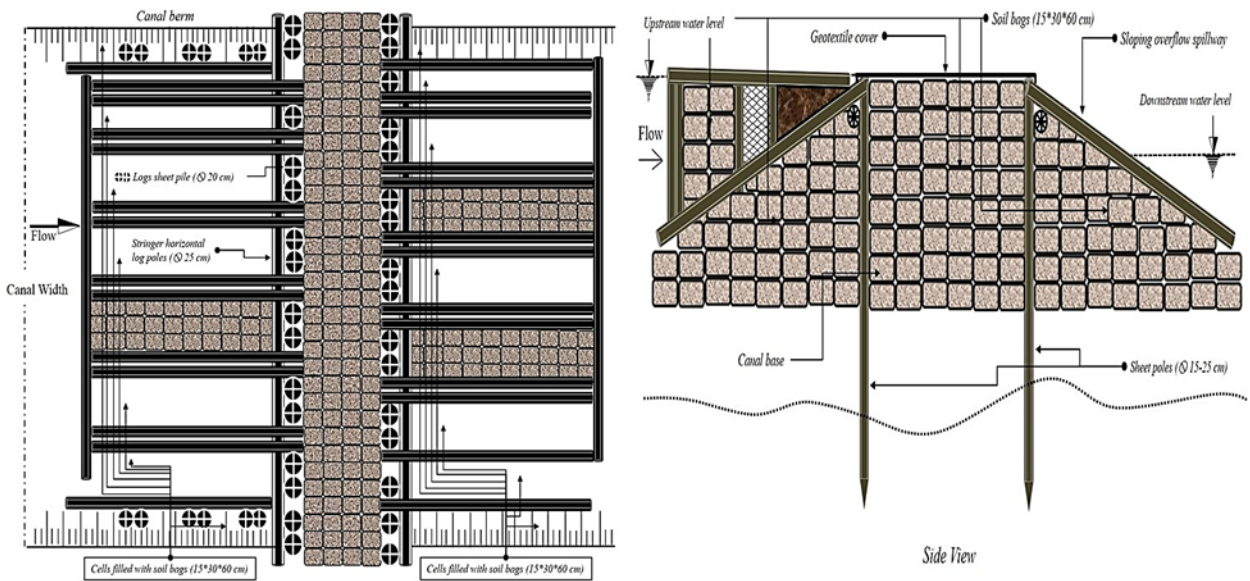 Canal berm
Logs sheet pile (⦰ 20 cm)
Flow
Stringer horizontal
log poles (⦰ 25 cm)
Canal Width
Cells filled with soil bags (15*30*60 cm)
Cells filled with soil bags (15*30*60 cm)
Upstream water level
Soil bags (15*30*60 cm)
Geotextile cover
Sloping overflow spillway
Downstream water level
Flow
Canal base
Sheet poles (⦰ 15-25 cm)
Side View